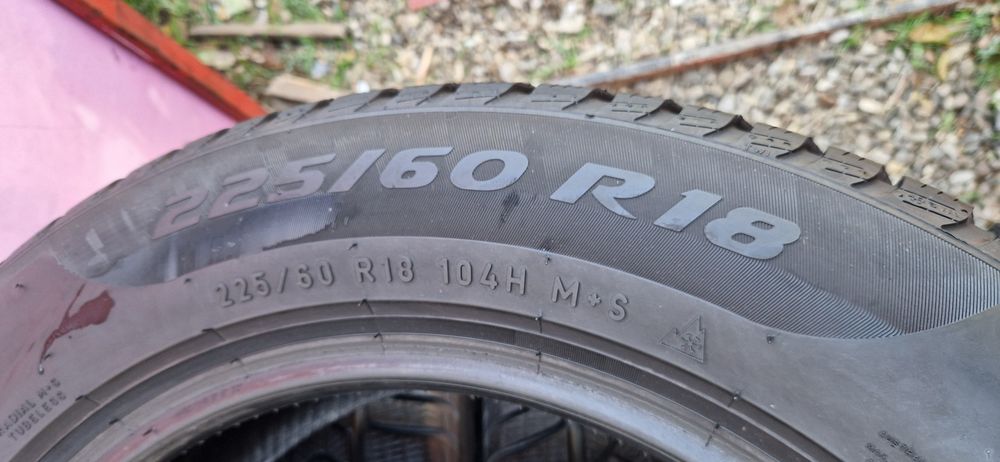 225/60 R18
225/60 R18 104H M+S
RADIAL M+S
TUBELESS